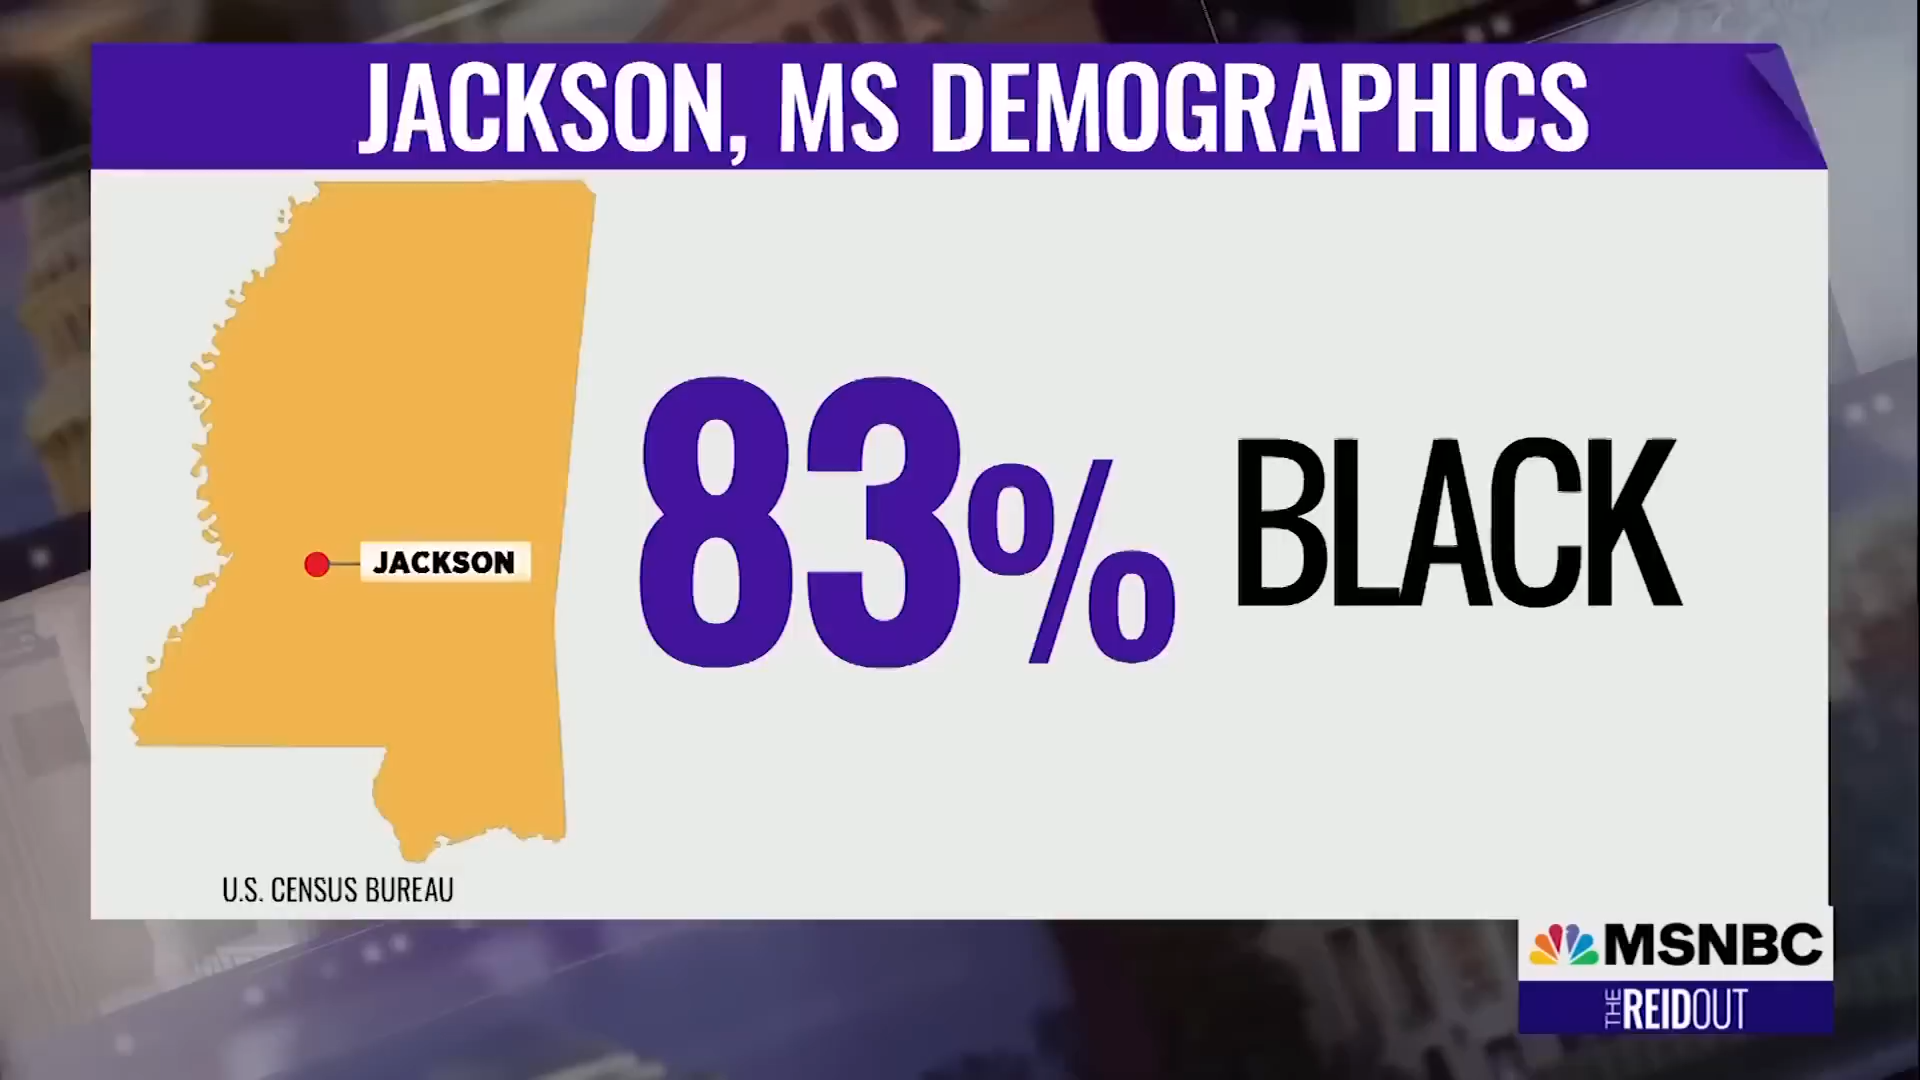 JACKSON, MS DEMOGRAPHICS
83% BLACK
JACKSON
U.S. CENSUS BUREAU
MSNBC
THE REIDOUT